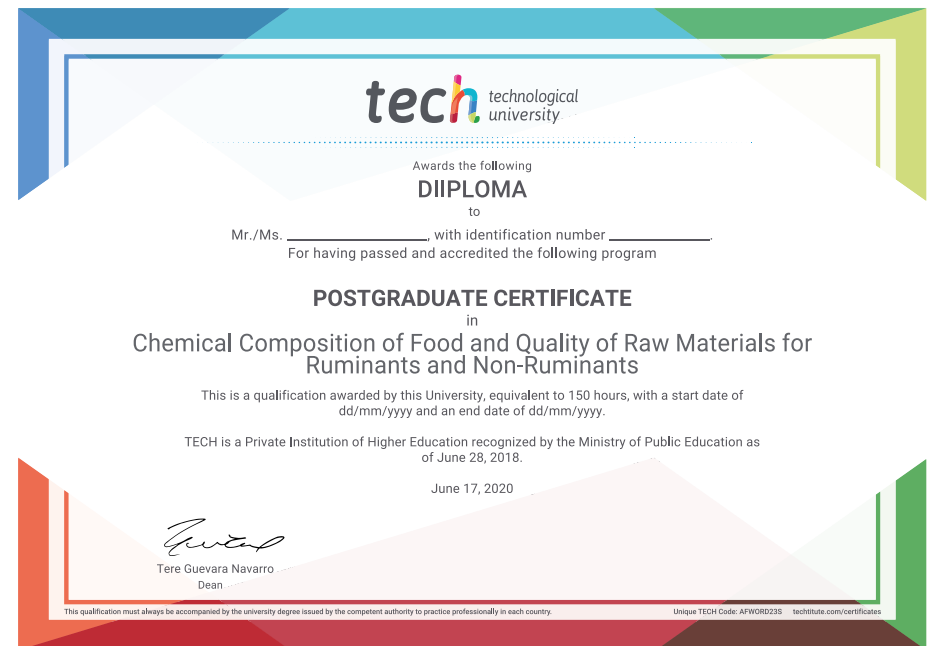 tech technological
university
Awards the following
DIIPLOMA
to
Mr./Ms. ____________, with identification number ____________.
For having passed and accredited the following program
POSTGRADUATE CERTIFICATE
in
Chemical Composition of Food and Quality of Raw Materials for
Ruminants and Non-Ruminants
This is a qualification awarded by this University, equivalent to 150 hours, with a start date of
dd/mm/yyyy and an end date of dd/mm/yyyy.
TECH is a Private Institution of Higher Education recognized by the Ministry of Public Education as
of June 28, 2018.
June 17, 2020
Tere Guevara Navarro
Dean
This qualification must always be accompanied by the university degree issued by the competent authority to practice professionally in each country.
Unique TECH Code: AFWORD23S techtitute.com/certificates